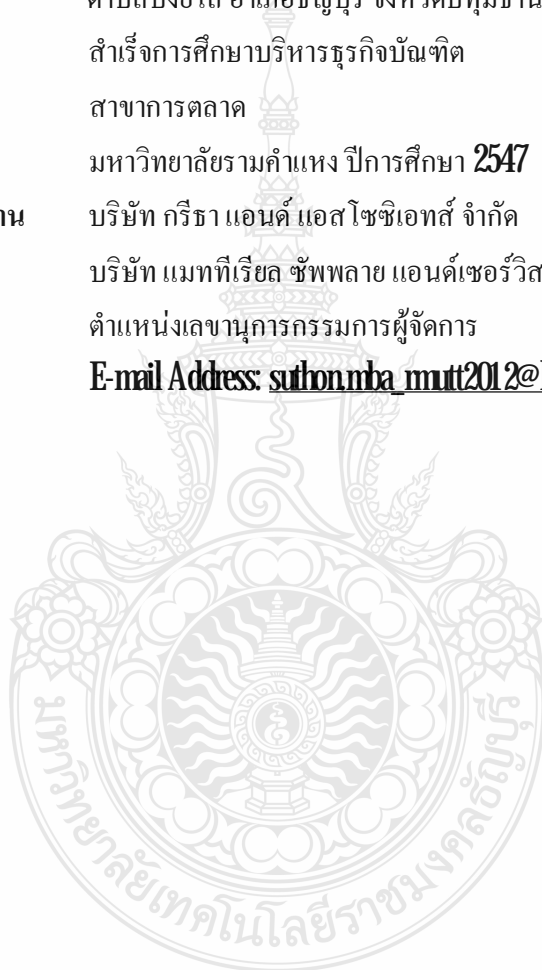 สำเร็จการศึกษาบริหารธุรกิจบัณฑิต
สาขาการตลาด
มหาวิทยาลัยรามคำแหง ปีการศึกษา 2547
บริษัท กรีธา แอนด์ แอสโซซิเอทส์ จำกัด
บริษัท แมททีเรียล ซัพพลาย แอนด์เซอร์วิส
ตำแหน่งเลขานุการกรรมการผู้จัดการ
E-mail Address: suthon.mba_rmutt2012@
มหาวิทยาลัยเทคโนโลยีราชมงคลธัญบุรี